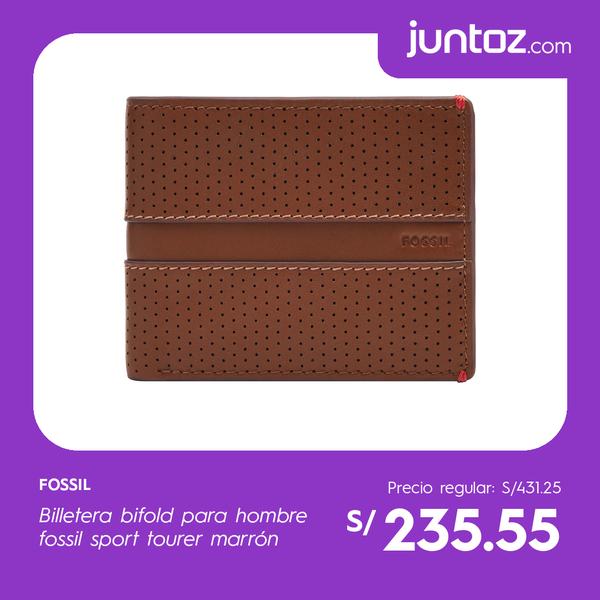 juntoz.com
FOSSIL
FOSSIL
Billetera bifold para hombre
fossil sport tourer marrón
Precio regular: S/431.25
S/ 235.55